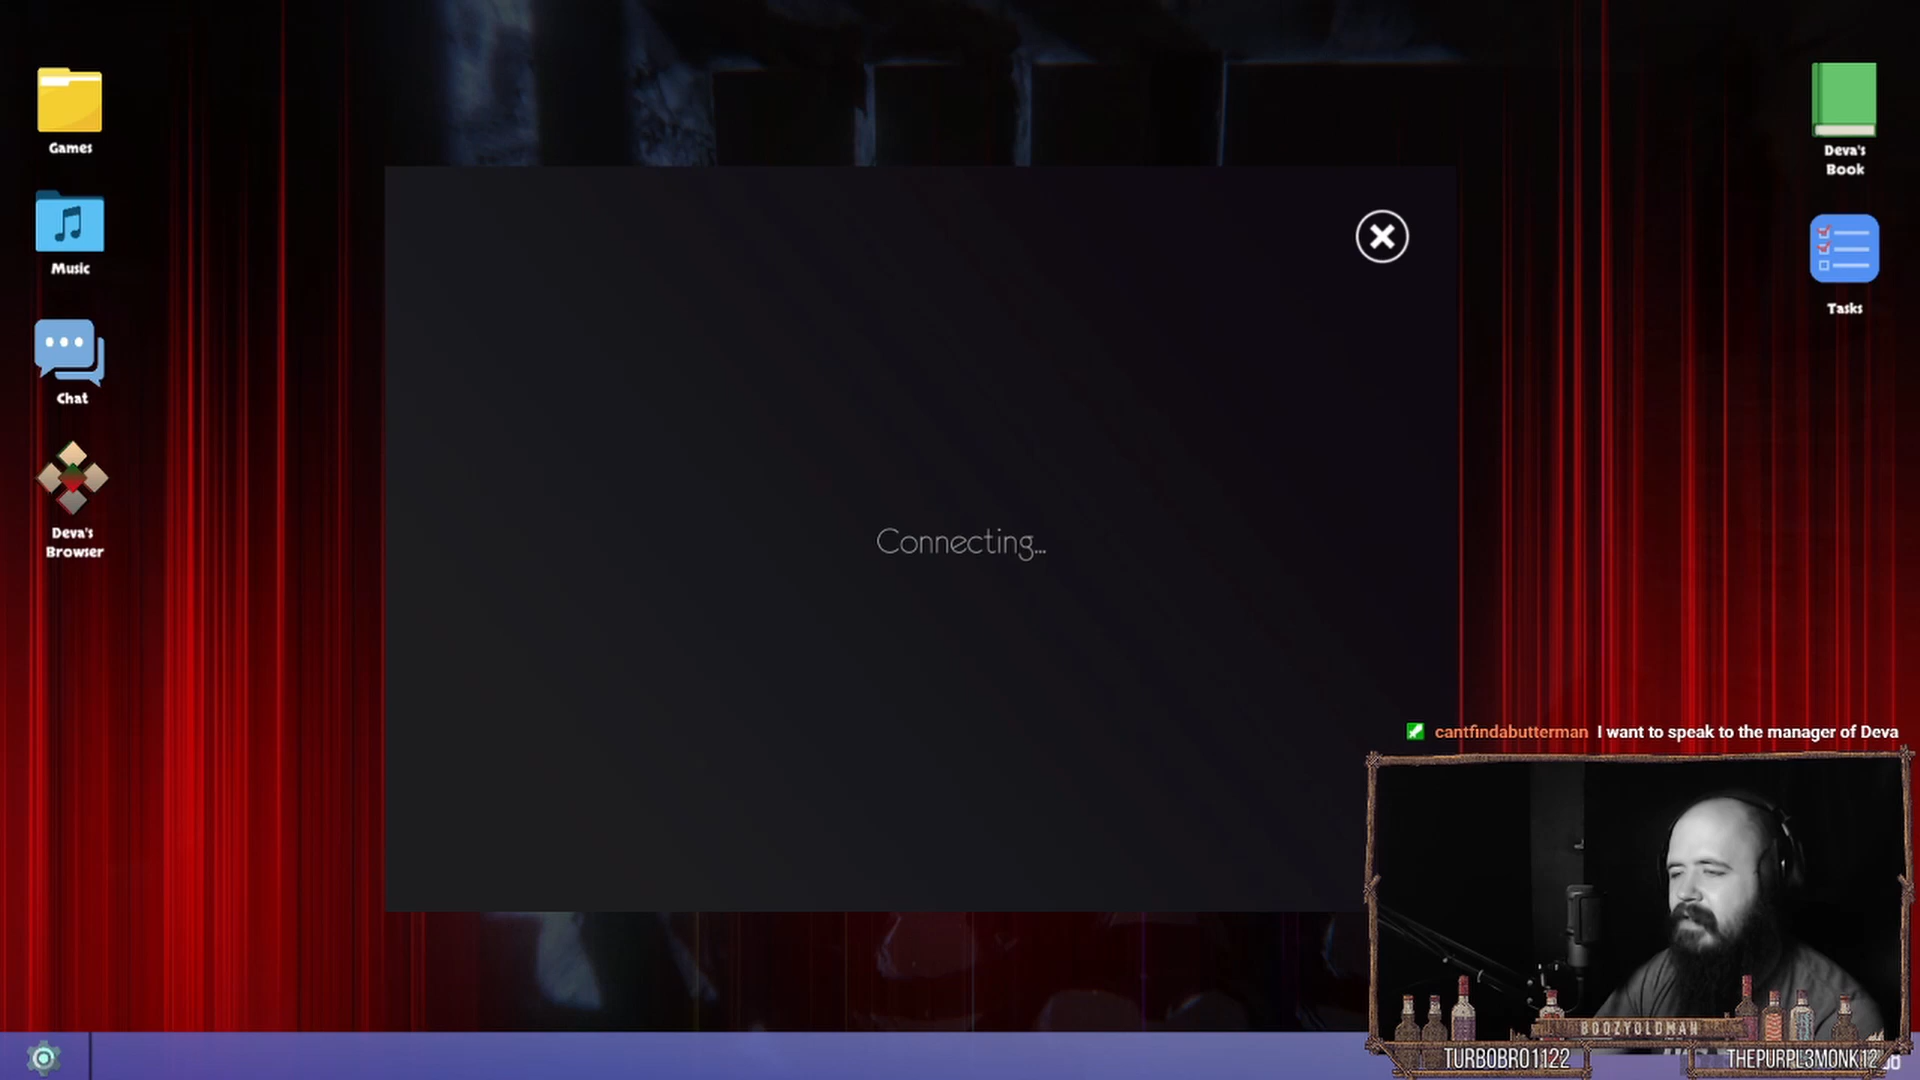 Games
Music
Chat
Deva's
Browser
Deva's
Book
Tasks
Connecting...
cantfindabutterman I want to speak to the manager of Deva
BOOZYOLDMAN
TURBOBRO1122
THEPURPL3MONK12